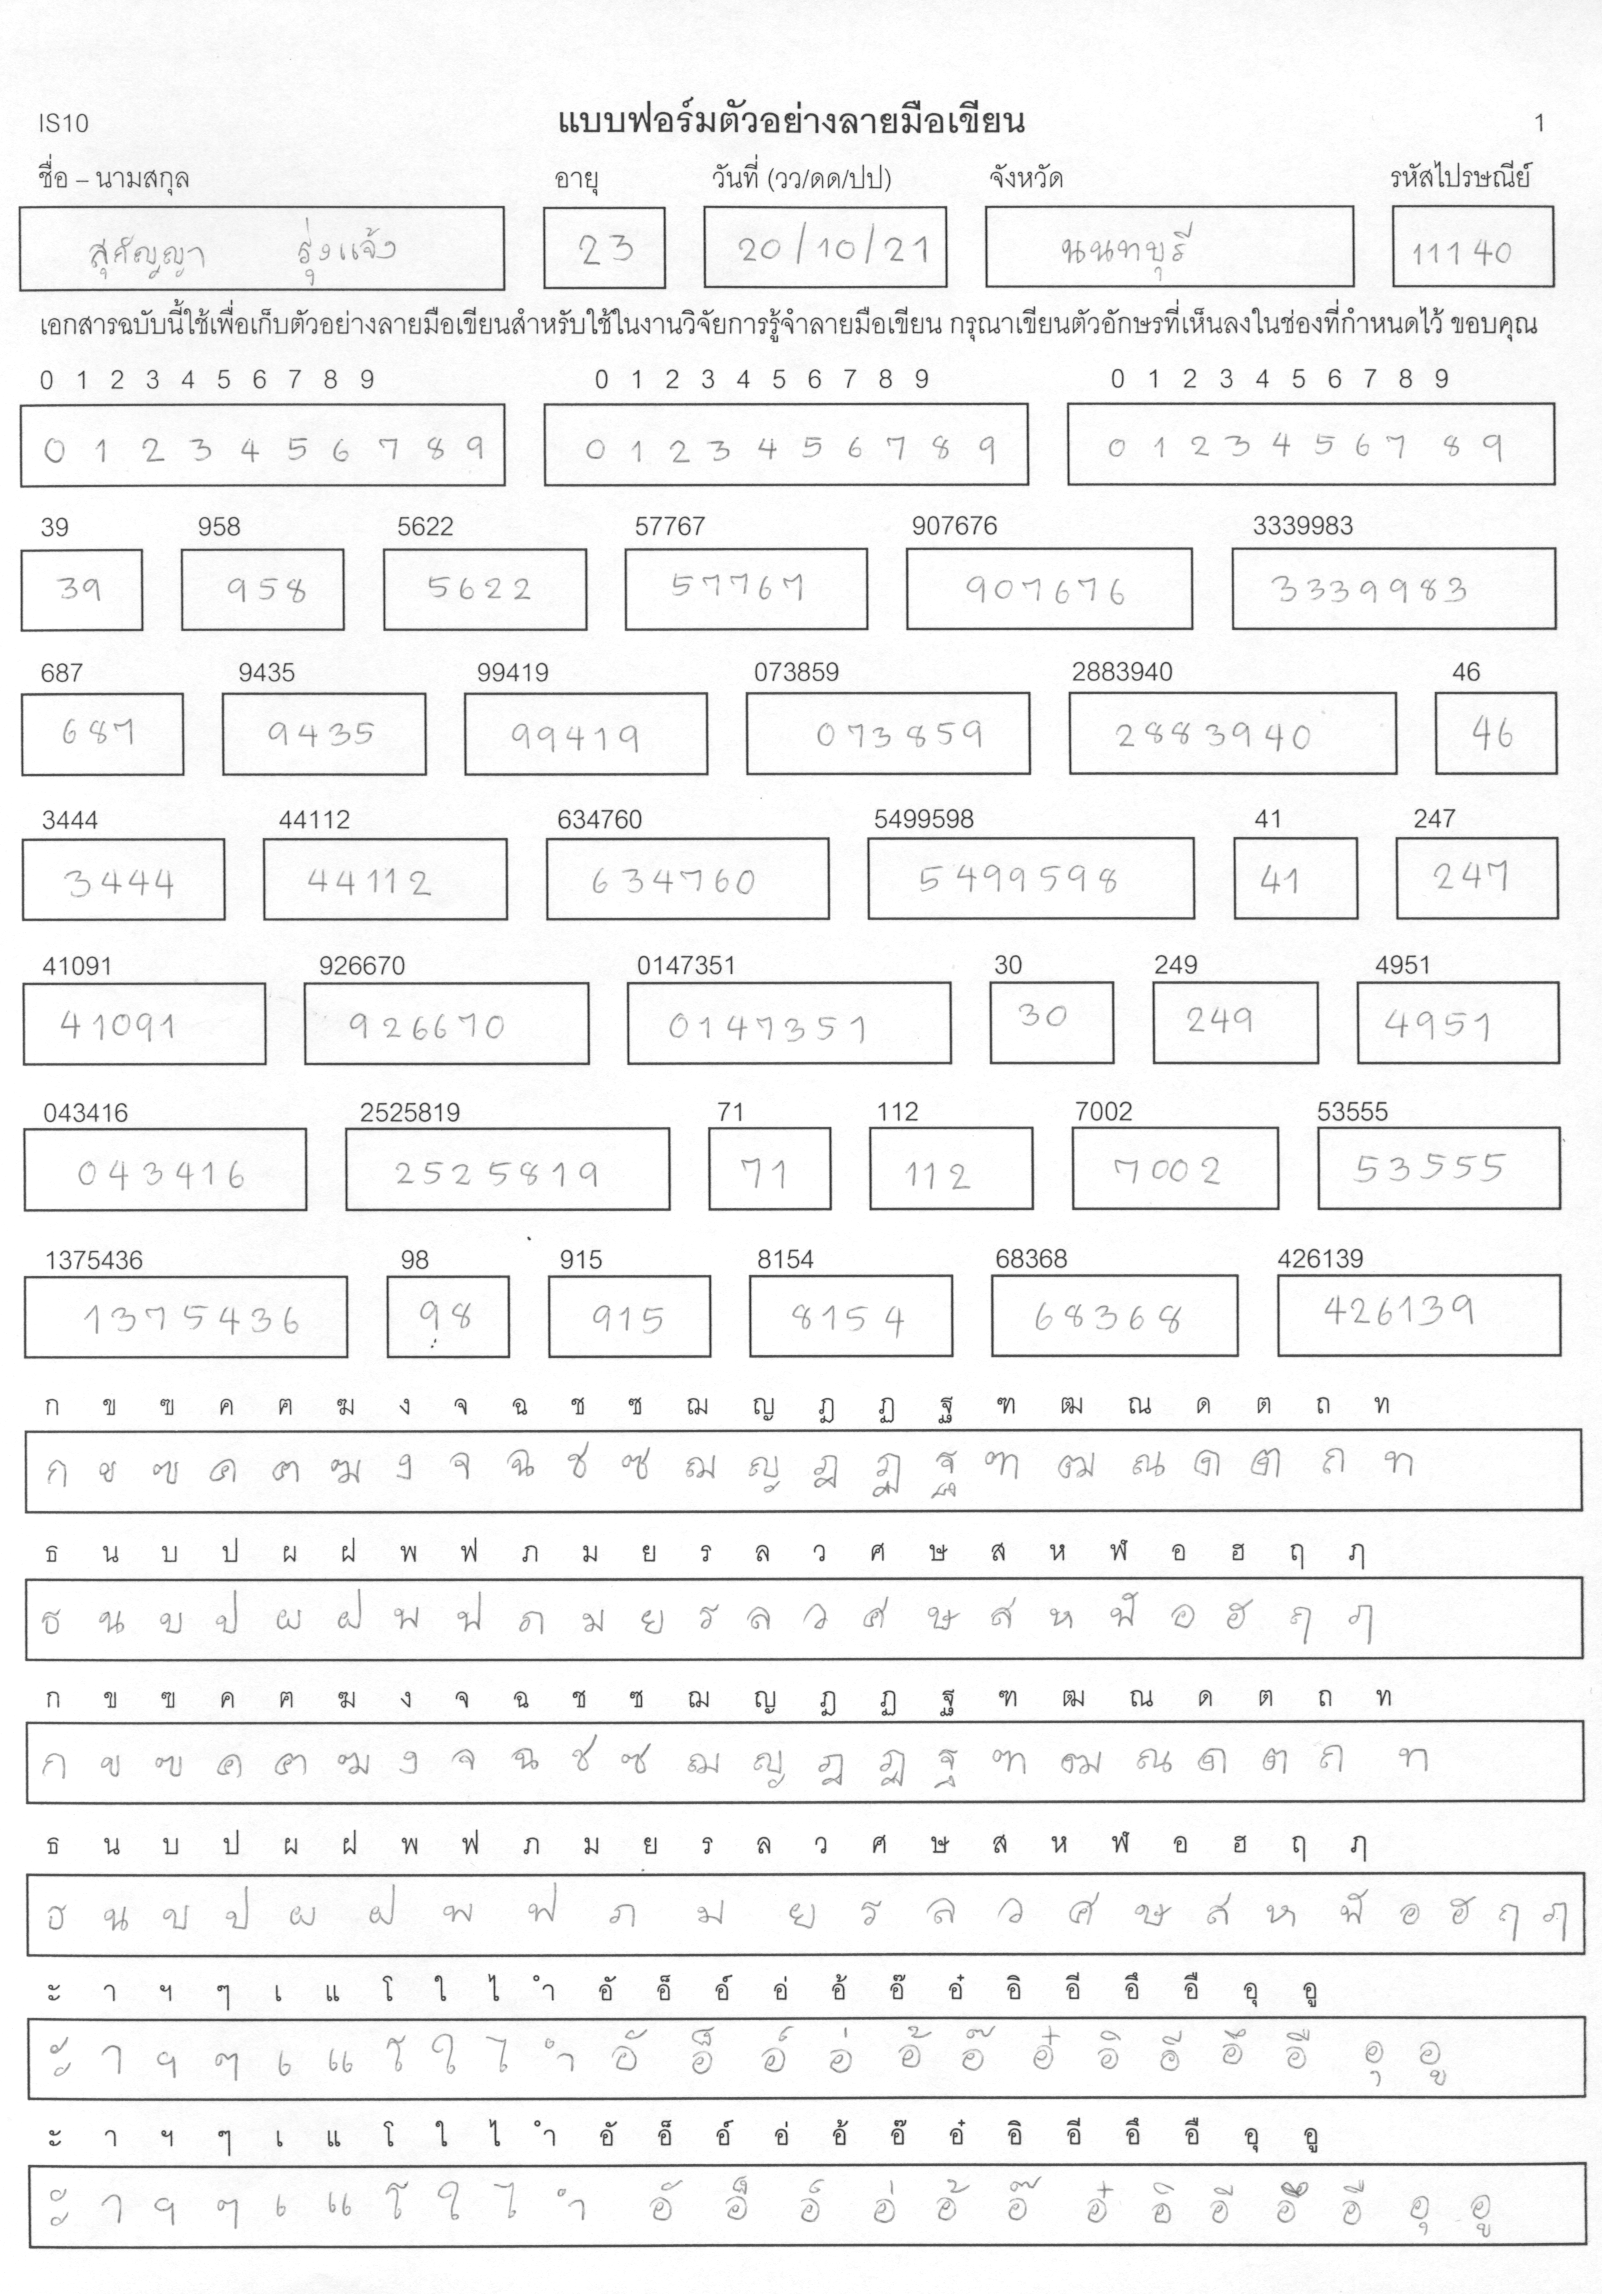 IS10 แบบฟอร์มตัวอย่างลายมือเขียน 1
ชื่อ – นามสกุล อายุ วันที่ (วว/ดด/ปป) จังหวัด รหัสไปรษณีย์
สุกัญญา รุ่งแจ้ง 23 20/10/21 นนทบุรี 11140
เอกสารฉบับนี้ใช้เพื่อเก็บตัวอย่างลายมือเขียนสำหรับใช้ในงานวิจัยการรู้จำลายมือเขียน กรุณาเขียนตัวอักษรที่เห็นลงในช่องที่กำหนดไว้ ขอบคุณ
0 1 2 3 4 5 6 7 8 9 0 1 2 3 4 5 6 7 8 9 0 1 2 3 4 5 6 7 8 9
0 1 2 3 4 5 6 7 8 9 0 1 2 3 4 5 6 7 8 9 0 1 2 3 4 5 6 7 8 9
39 958 5622 57767 907676 3339983
39 958 5622 57767 907676 3339983
687 9435 99419 073859 2883940 46
687 9435 99419 073859 2883940 46
3444 44112 634760 5499598 41 247
3444 44112 634760 5499598 41 247
41091 926670 0147351 30 249 4951
41091 926670 0147351 30 249 4951
043416 2525819 71 112 7002 53555
043416 2525819 71 112 7002 53555
1375436 98 915 8154 68368 426139
1375436 98 915 8154 68368 426139
ก ข ฃ ค ฅ ฆ ง จ ฉ ช ซ ฌ ญ ฎ ฏ ฐ ฑ ฒ ณ ด ต ถ ท
ก ข ฃ ค ฅ ฆ ง จ ฉ ช ซ ฌ ญ ฎ ฏ ฐ ฑ ฒ ณ ด ต ถ ท
ธ น บ ป ผ ฝ พ ฟ ภ ม ย ร ล ว ศ ษ ส ห ฬ อ ฮ ฤ ฦ
ธ น บ ป ผ ฝ พ ฟ ภ ม ย ร ล ว ศ ษ ส ห ฬ อ ฮ ฤ ฦ
ก ข ฃ ค ฅ ฆ ง จ ฉ ช ซ ฌ ญ ฎ ฏ ฐ ฑ ฒ ณ ด ต ถ ท
ก ข ฃ ค ฅ ฆ ง จ ฉ ช ซ ฌ ญ ฎ ฏ ฐ ฑ ฒ ณ ด ต ถ ท
ธ น บ ป ผ ฝ พ ฟ ภ ม ย ร ล ว ศ ษ ส ห ฬ อ ฮ ฤ ฦ
ธ น บ ป ผ ฝ พ ฟ ภ ม ย ร ล ว ศ ษ ส ห ฬ อ ฮ ฤ ฦ
ะ า ฯ ๆ เ แ โ ใ ไ ำ อั อ็ อ์ อ่ อ้ อ๊ อ๋ อิ อี อึ อื อุ อู
ะ า ฯ ๆ เ แ โ ใ ไ ำ อั อ็ อ์ อ่ อ้ อ๊ อ๋ อิ อี อึ อื อุ อู
ะ า ฯ ๆ เ แ โ ใ ไ ำ อั อ็ อ์ อ่ อ้ อ๊ อ๋ อิ อี อึ อื อุ อู
ะ า ฯ ๆ เ แ โ ใ ไ ำ อั อ็ อ์ อ่ อ้ อ๊ อ๋ อิ อี อึ อื อุ อู